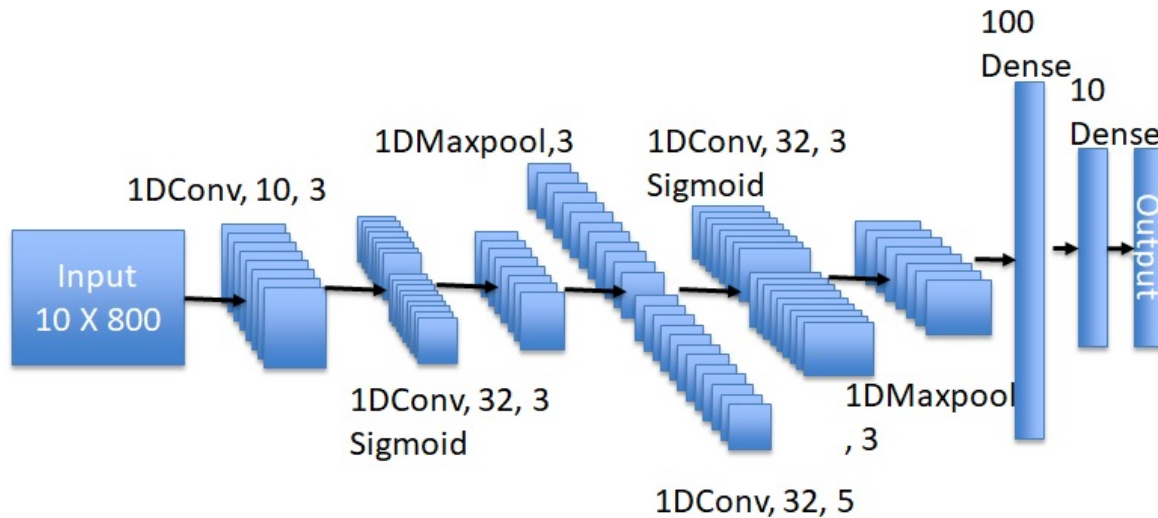 100
Dense
10
Dense
1DMaxpool,3
1DConv, 32, 3
Sigmoid
1DConv, 10, 3
Input
10 X 800
Output
1DConv, 32, 3
Sigmoid
1DMaxpool
, 3
1DConv, 32, 5